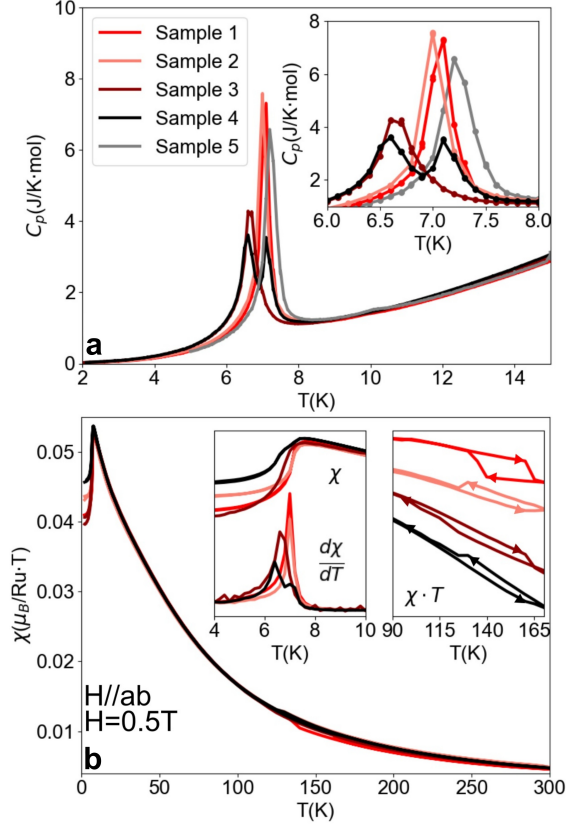 10
8
6
4
2
0
C_p(J/K·mol)
Sample 1
Sample 2
Sample 3
Sample 4
Sample 5
8
6
4
2
C_p(J/K·mol)
6.0 6.5 7.0 7.5 8.0
T(K)
a
2 4 6 8 10 12 14
T(K)
0.05
0.04
0.03
0.02
0.01
χ(μ_B/Ru·T)
χ
dχ
dT
4 6 8 10
T(K)
χ · T
90 115 140 165
T(K)
H//ab
H=0.5T
b
0 50 100 150 200 250 300
T(K)